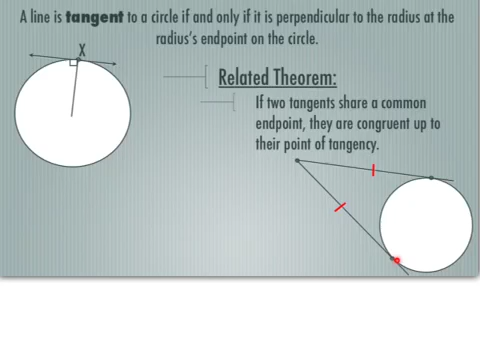 A line is tangent to a circle if and only if it is perpendicular to the radius at the
radius's endpoint on the circle.
X
Related Theorem:
If two tangents share a common
endpoint, they are congruent up to
their point of tangency.